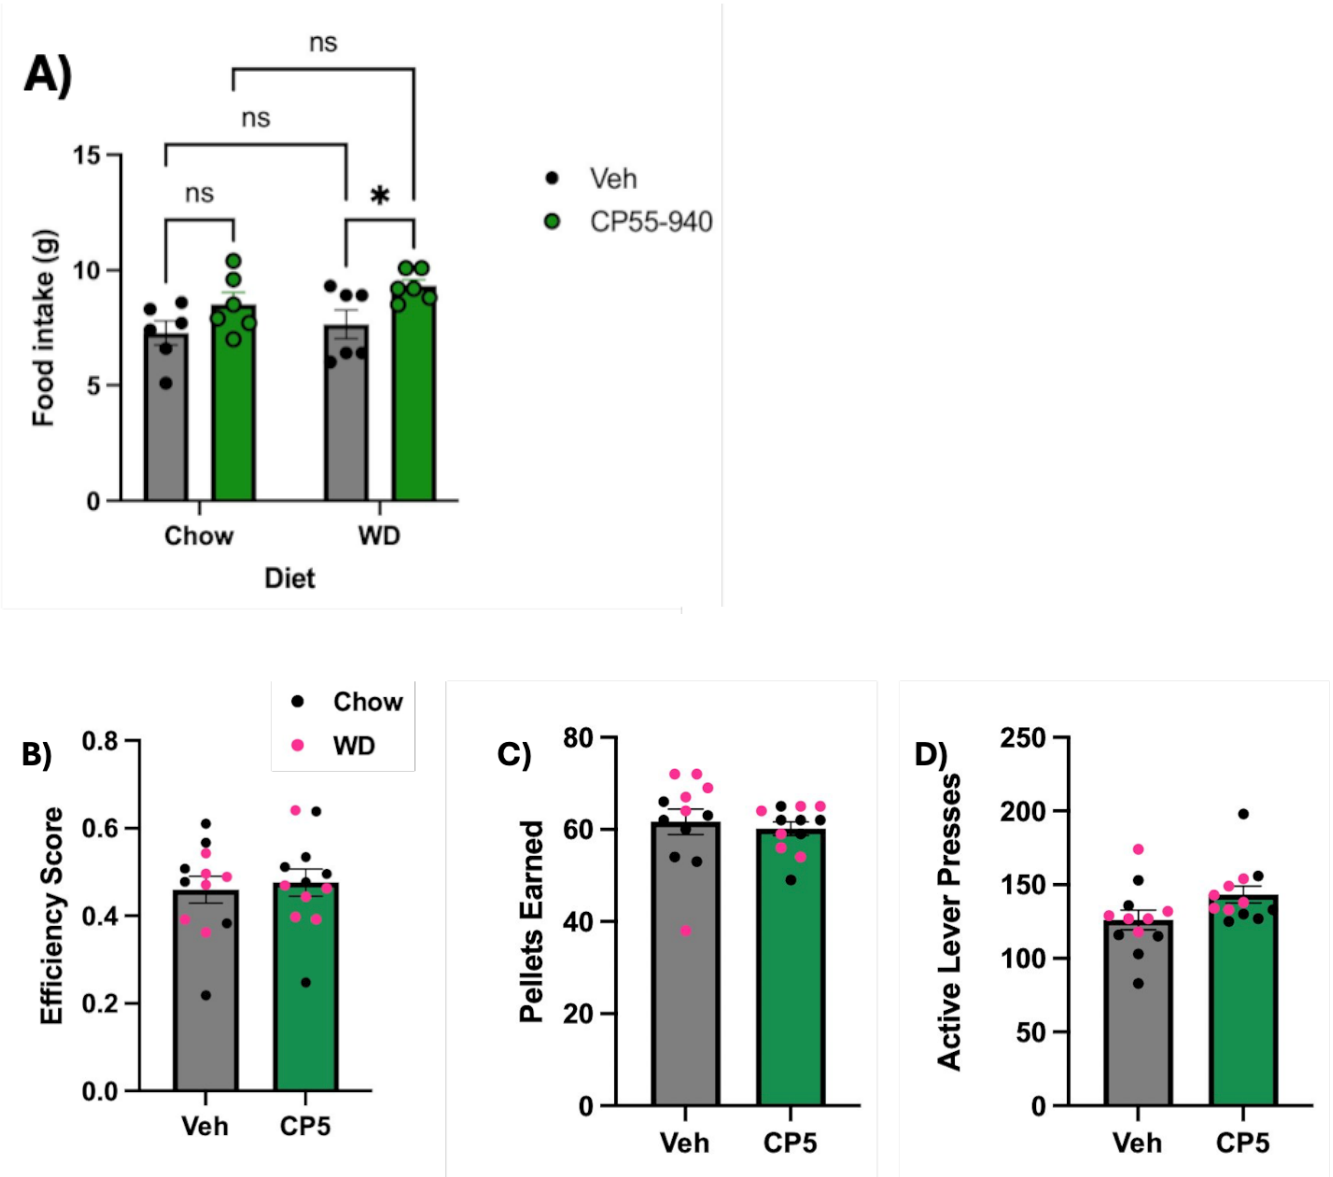 A)
ns
ns
ns
*
15
10
5
0
Food intake (g)
Chow
WD
Diet
Veh
CP55-940
B)
Chow
WD
0.8
0.6
0.4
0.2
0.0
Efficiency Score
Veh
CP5
C)
80
60
40
20
0
Pellets Earned
Veh
CP5
D)
250
200
150
100
50
0
Active Lever Presses
Veh
CP5